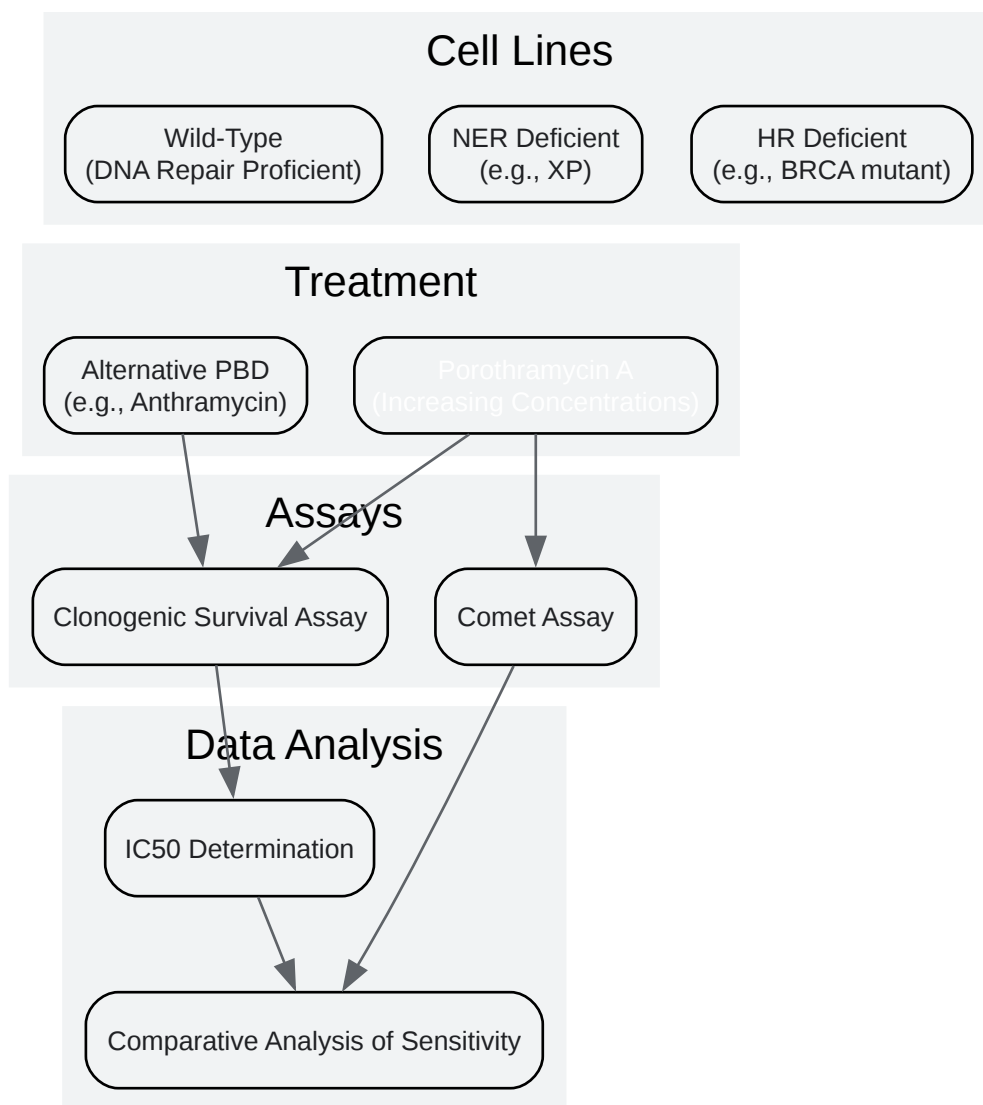 Cell Lines
Wild-Type
(DNA Repair Proficient)
NER Deficient
(e.g., XP)
HR Deficient
(e.g., BRCA mutant)
Treatment
Alternative PBD
(e.g., Anthramycin)
Porothramycin A
(Increasing Concentrations)
Assays
Clonogenic Survival Assay
Comet Assay
Data Analysis
IC50 Determination
Comparative Analysis of Sensitivity